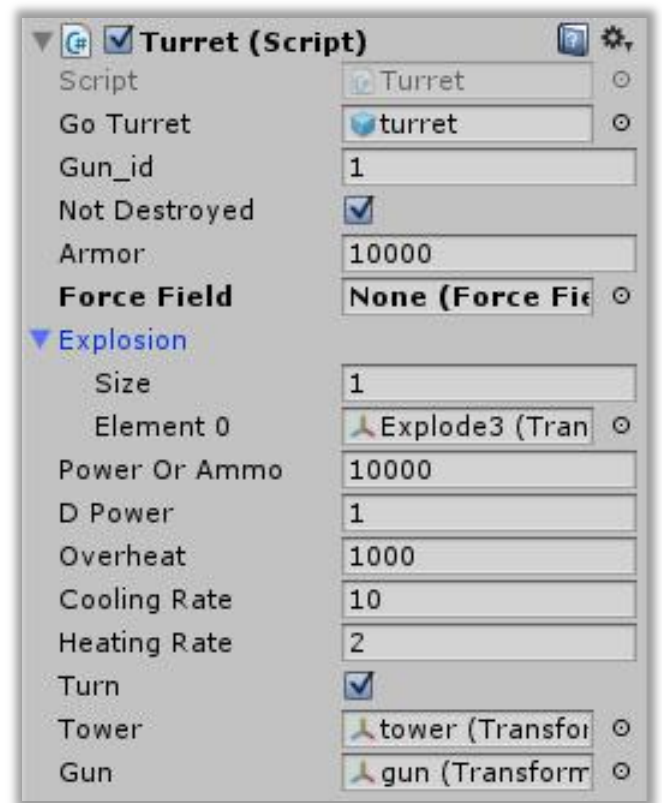 Turret (Script)
Script Turret
Go Turret turret
Gun_id 1
Not Destroyed
Armor 10000
Force Field None (Force Fie
Explosion
Size 1
Element 0 Explode3 (Tran
Power Or Ammo 10000
D Power 1
Overheat 1000
Cooling Rate 10
Heating Rate 2
Turn
Tower tower (Transfor
Gun gun (Transform